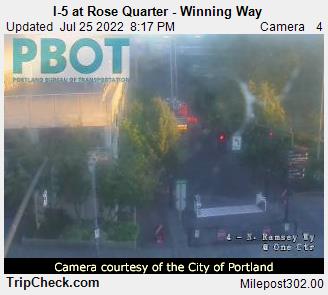 I-5 at Rose Quarter - Winning Way
Updated Jul 25 2022 8:17 PM Camera 4
PBOT
PORTLAND BUREAU OF TRANSPORTATION
4 - N. Ramsey Wy
@ One Ctr
Camera courtesy of the City of Portland
TripCheck.com Milepost302.00